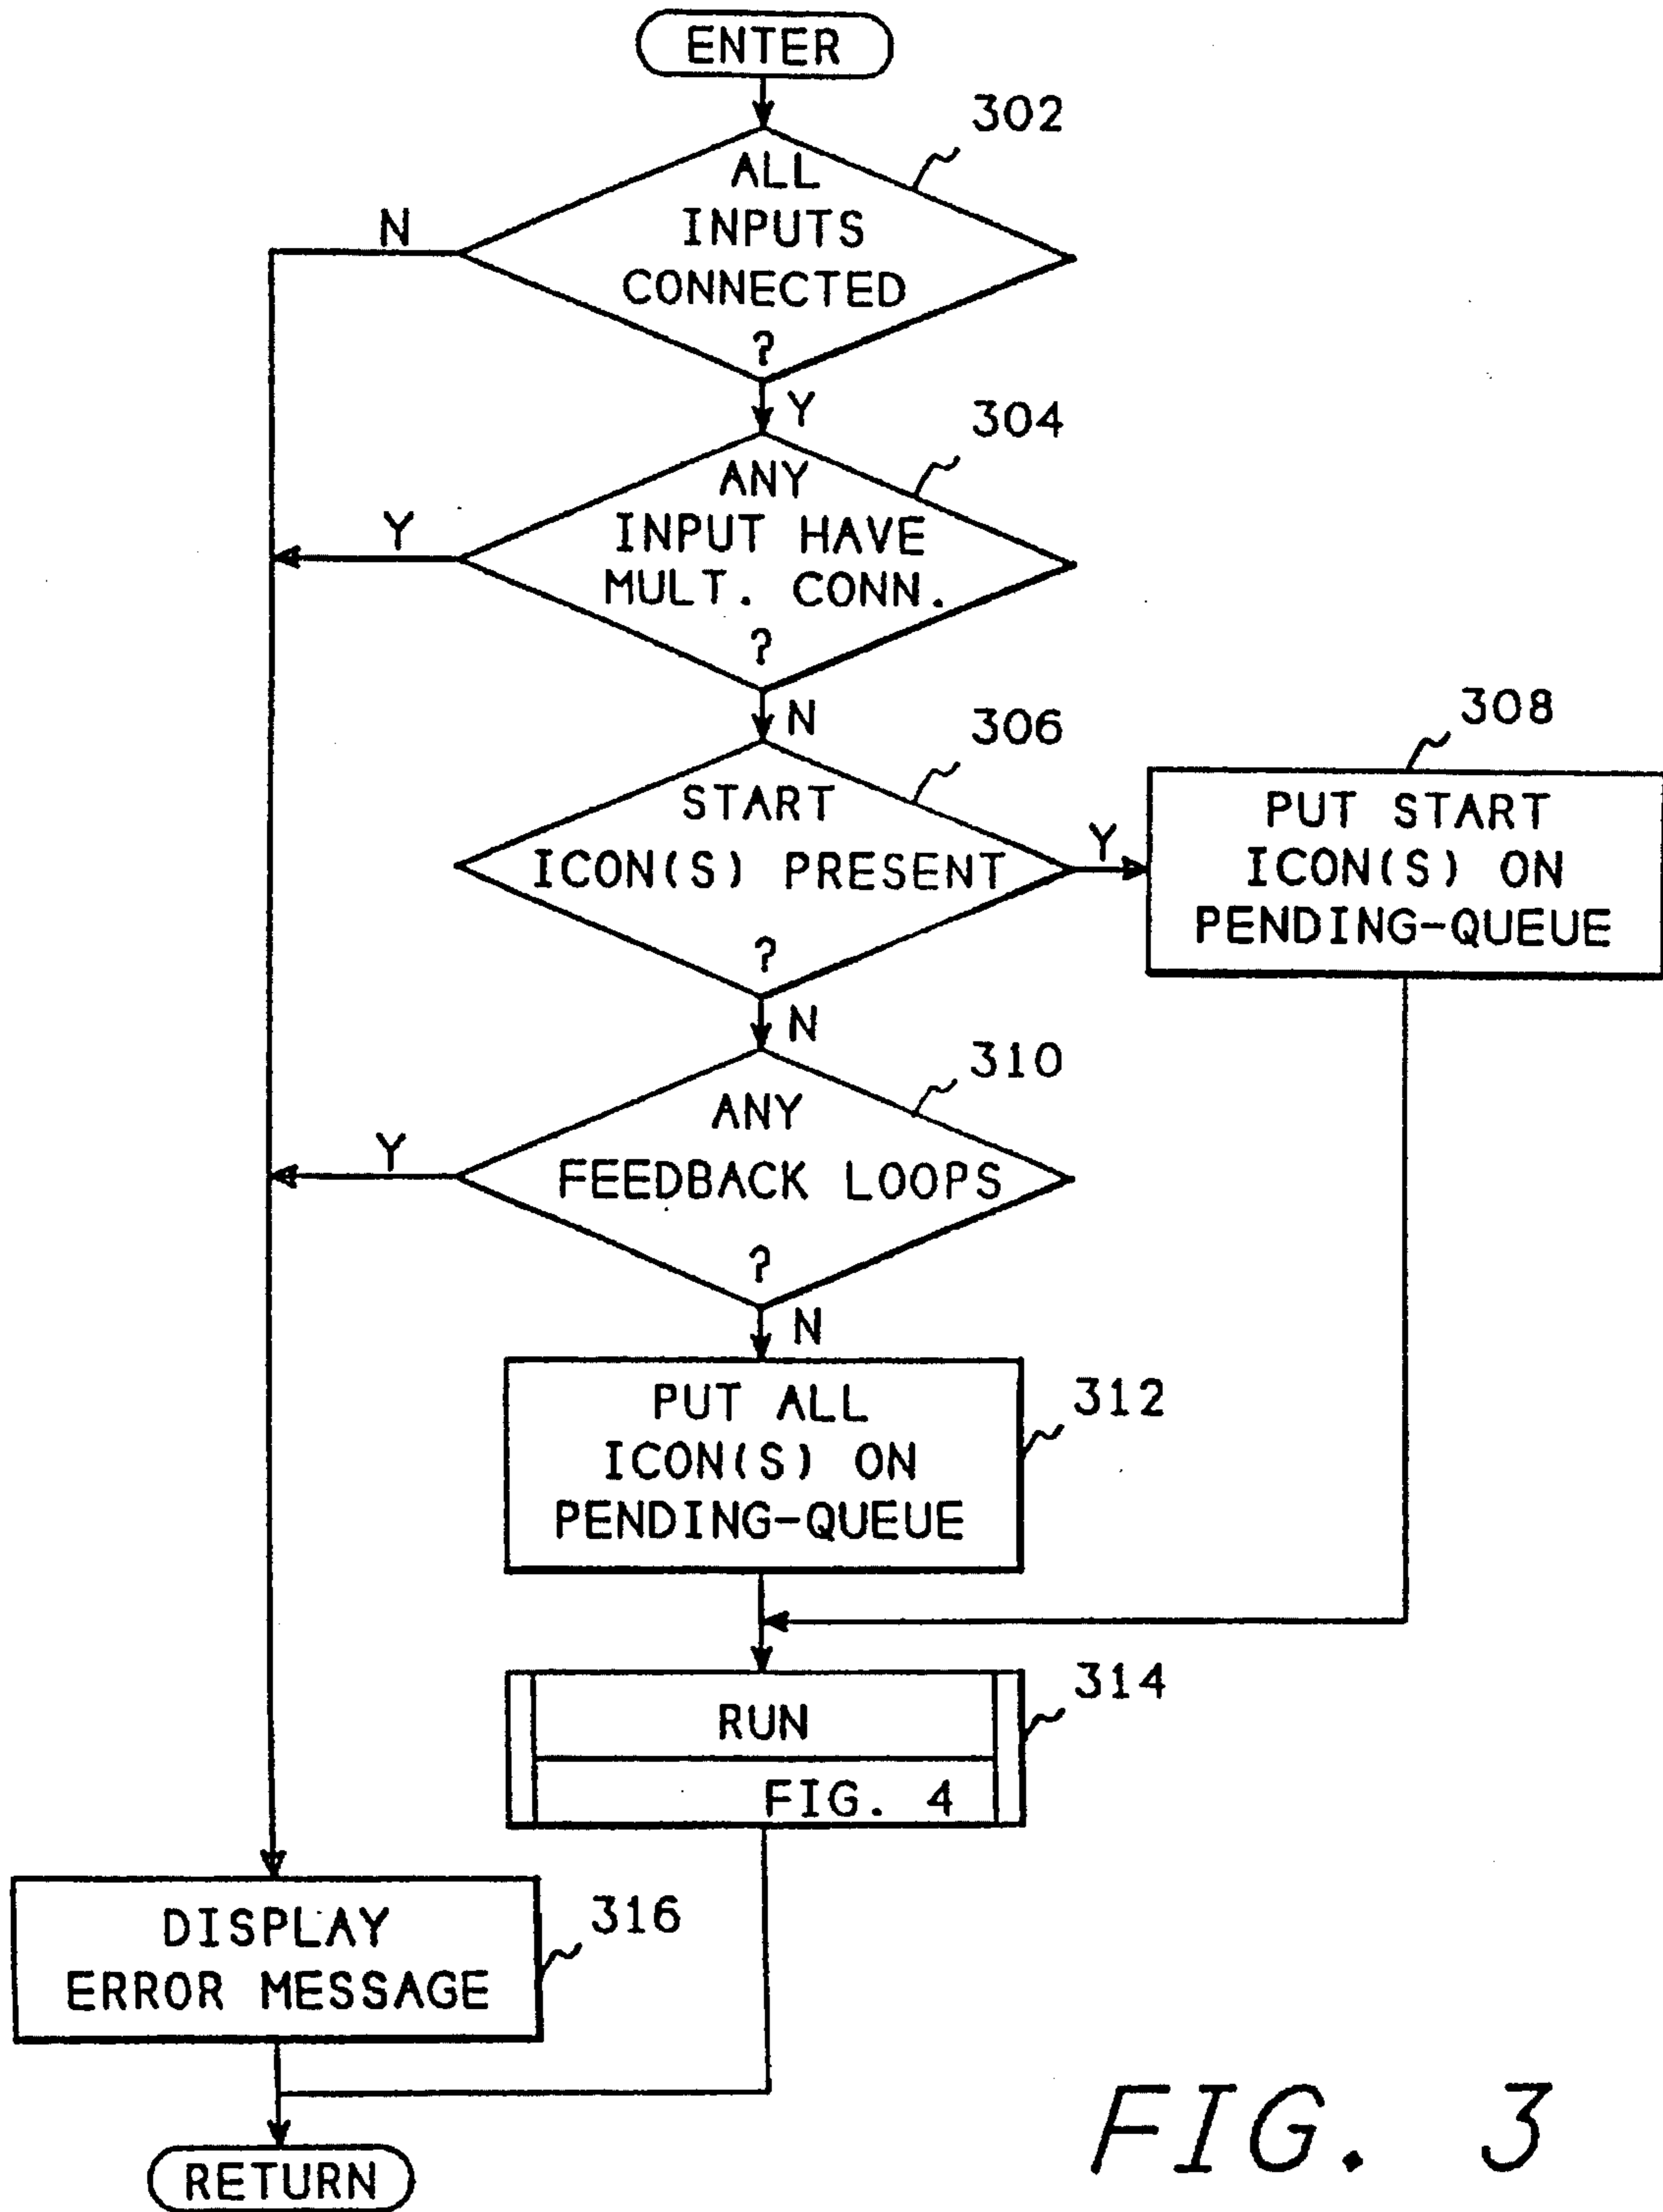 ENTER
302
ALL
INPUTS
CONNECTED
?
N
Y
304
ANY
INPUT HAVE
MULT. CONN.
?
Y
N
306
START
ICON(S) PRESENT
?
Y
308
PUT START
ICON(S) ON
PENDING-QUEUE
N
310
ANY
FEEDBACK LOOPS
?
Y
N
312
PUT ALL
ICON(S) ON
PENDING-QUEUE
314
RUN
FIG. 4
316
DISPLAY
ERROR MESSAGE
RETURN
FIG. 3